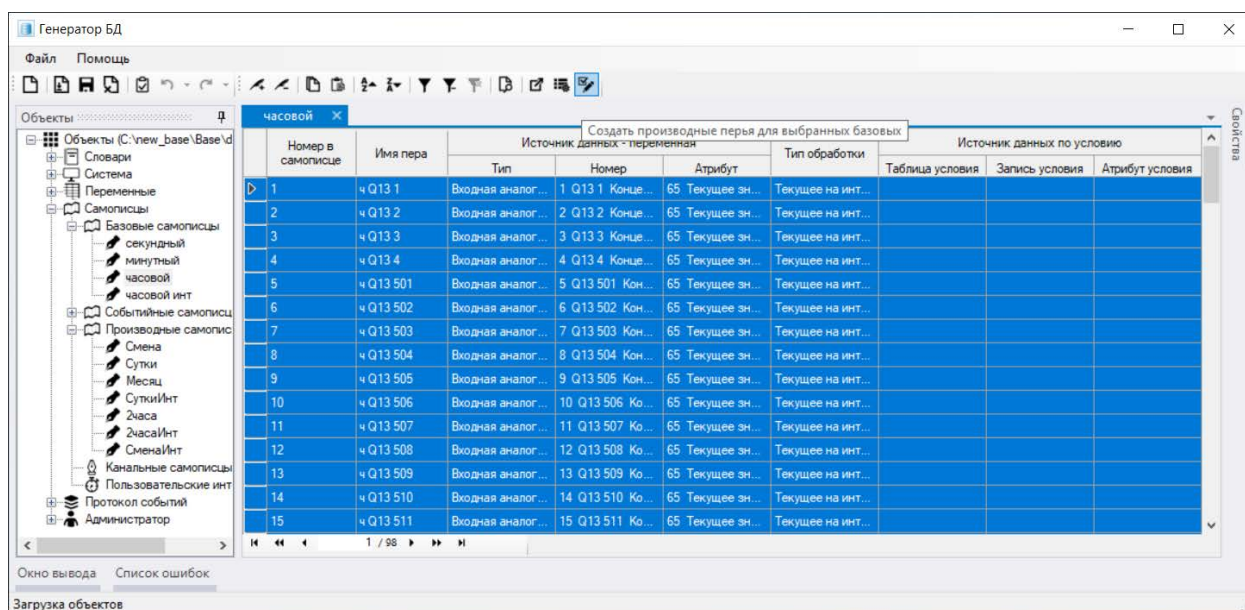 Генератор БД
Файл Помощь
Объекты
Объекты (C:\new_base\Base\d
Словари
Система
Переменные
Самописцы
Базовые самописцы
секундный
минутный
часовой
часовой инт
Событийные самописц
Производные самопис
Смена
Сутки
Месяц
СуткиИнт
2часа
2часаИнт
СменаИнт
Канальные самописцы
Пользовательские инт
Протокол событий
Администратор
часовой
Создать производные перья для выбранных базовых
Номер в самописце Имя пера Источник данных - переменная Тип обработки Источник данных по условию
Тип Номер Атрибут Таблица условия Запись условия Атрибут условия
1 ч Q13 1 Входная аналог... 1 Q13 1 Конце... 65 Текущее зн... Текущее на инт...
2 ч Q13 2 Входная аналог... 2 Q13 2 Конце... 65 Текущее зн... Текущее на инт...
3 ч Q13 3 Входная аналог... 3 Q13 3 Конце... 65 Текущее зн... Текущее на инт...
4 ч Q13 4 Входная аналог... 4 Q13 4 Конце... 65 Текущее зн... Текущее на инт...
5 ч Q13 501 Входная аналог... 5 Q13 501 Кон... 65 Текущее зн... Текущее на инт...
6 ч Q13 502 Входная аналог... 6 Q13 502 Кон... 65 Текущее зн... Текущее на инт...
7 ч Q13 503 Входная аналог... 7 Q13 503 Кон... 65 Текущее зн... Текущее на инт...
8 ч Q13 504 Входная аналог... 8 Q13 504 Кон... 65 Текущее зн... Текущее на инт...
9 ч Q13 505 Входная аналог... 9 Q13 505 Кон... 65 Текущее зн... Текущее на инт...
10 ч Q13 506 Входная аналог... 10 Q13 506 Ко... 65 Текущее зн... Текущее на инт...
11 ч Q13 507 Входная аналог... 11 Q13 507 Ко... 65 Текущее зн... Текущее на инт...
12 ч Q13 508 Входная аналог... 12 Q13 508 Ко... 65 Текущее зн... Текущее на инт...
13 ч Q13 509 Входная аналог... 13 Q13 509 Ко... 65 Текущее зн... Текущее на инт...
14 ч Q13 510 Входная аналог... 14 Q13 510 Ко... 65 Текущее зн... Текущее на инт...
15 ч Q13 511 Входная аналог... 15 Q13 511 Ко... 65 Текущее зн... Текущее на инт...
1 / 98
Свойства
Окно вывода Список ошибок
Загрузка объектов